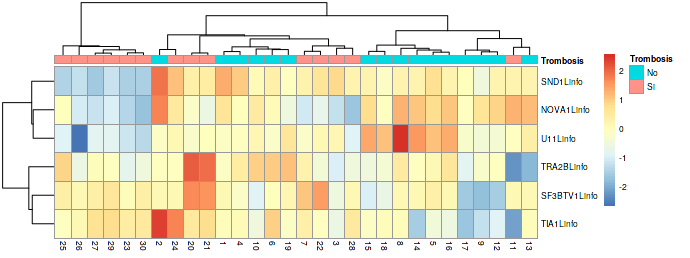 Trombosis
Trombosis
No
Si
SND1Linfo
NOVA1Linfo
U11Linfo
TRA2BLinfo
SF3BTV1Linfo
TIA1Linfo
2
1
0
-1
-2
25 26 27 29 23 30 2 24 20 21 1 4 10 6 19 7 22 3 28 15 18 8 14 5 16 17 9 12 11 13